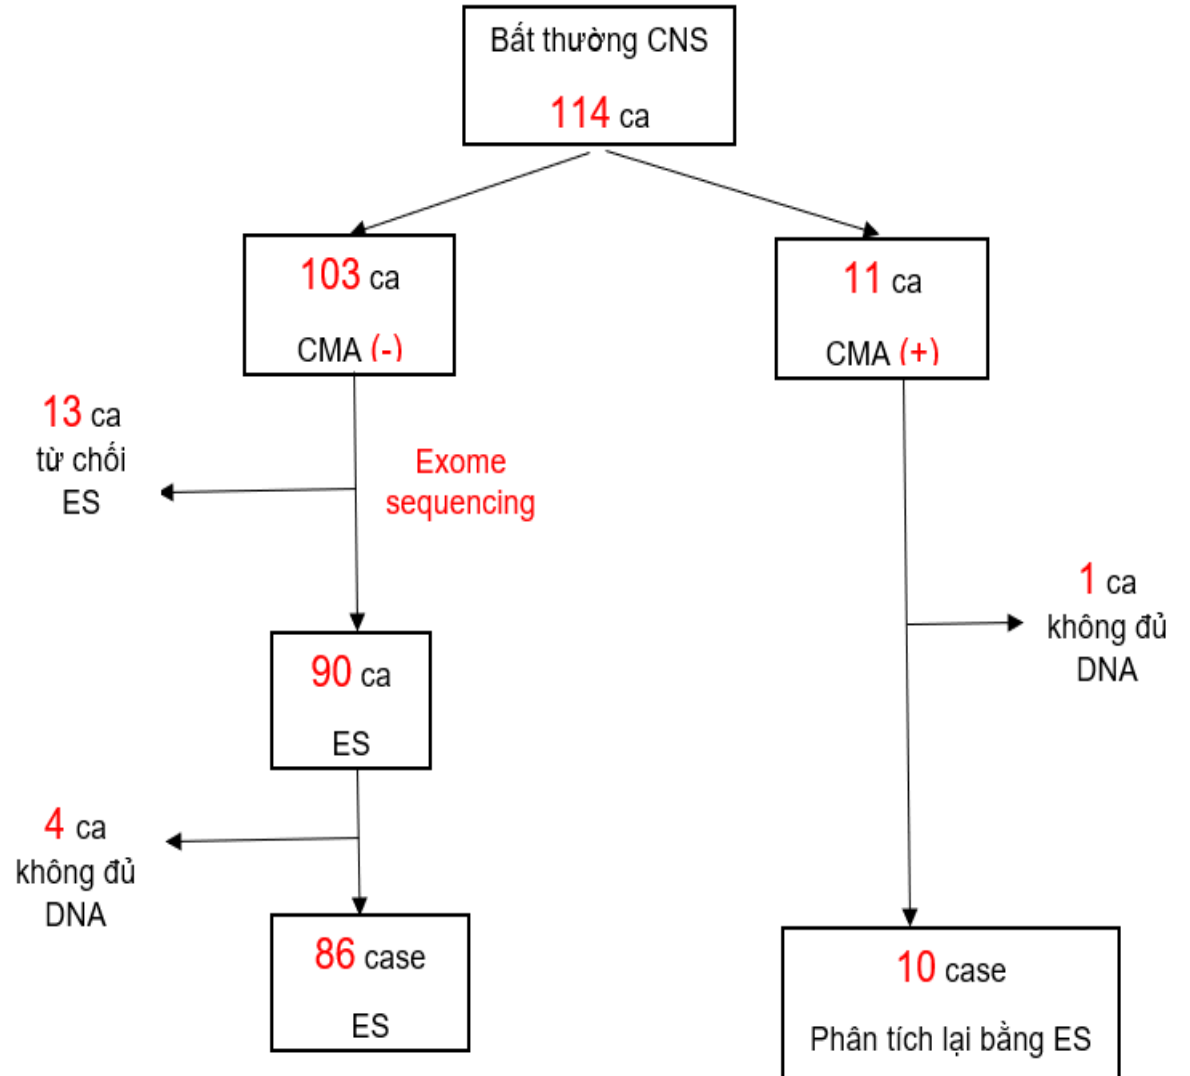 Bất thường CNS
114 ca
103 ca
CMA (-)
11 ca
CMA (+)
13 ca
từ chối
ES
Exome
sequencing
1 ca
không đủ
DNA
90 ca
ES
4 ca
không đủ
DNA
86 case
ES
10 case
Phân tích lại bằng ES